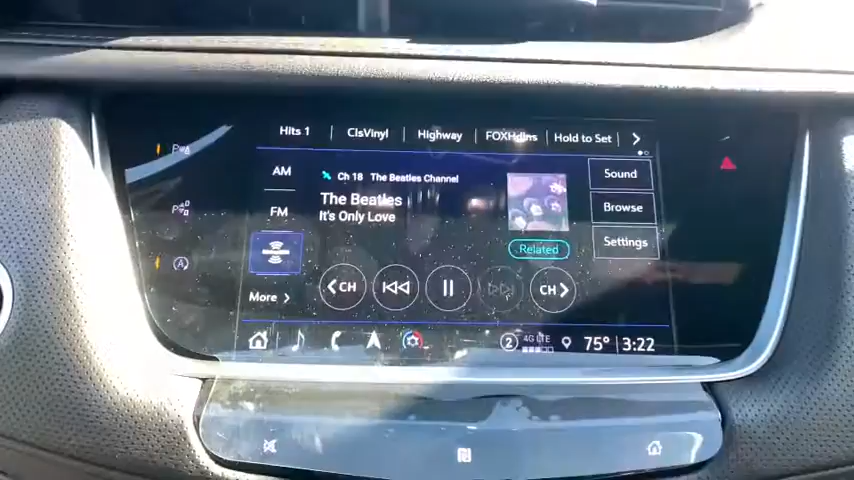 Hits 1
ClsVinyl
Highway
FOXHdlns
Hold to Set
AM
Ch 18 The Beatles Channel
Sound
The Beatles
It's Only Love
FM
Browse
Related
Settings
CH
CH
More
2
4G LTE
75°
3:22